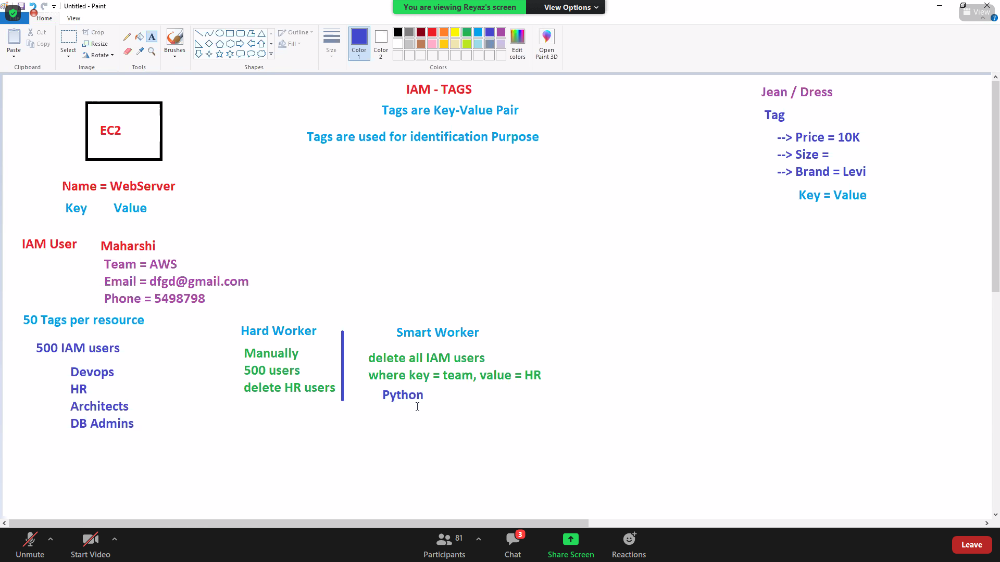 Untitled - Paint
You are viewing Reyaz's screen
View Options
View
File
Home
View
Paste
Cut
Copy
Clipboard
Select
Crop
Resize
Rotate
Image
A
Tools
Brushes
Shapes
Outline
Fill
Size
Color
1
Color
2
Edit
colors
Colors
Open
Paint 3D
IAM - TAGS
Tags are Key-Value Pair
Tags are used for identification Purpose
EC2
Name = WebServer
Key Value
Jean / Dress
Tag
--> Price = 10K
--> Size =
--> Brand = Levi
Key = Value
IAM User
Maharshi
Team = AWS
Email = dfgd@gmail.com
Phone = 5498798
50 Tags per resource
500 IAM users
Devops
HR
Architects
DB Admins
Hard Worker
Manually
500 users
delete HR users
Smart Worker
delete all IAM users
where key = team, value = HR
Python
Unmute
Start Video
81
Participants
3
Chat
Share Screen
Reactions
Leave